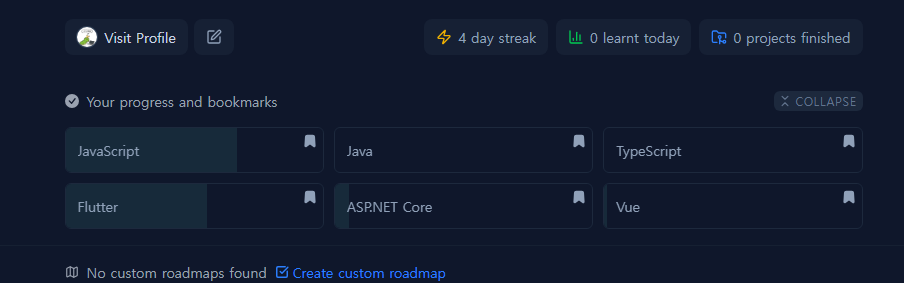 Visit Profile 4 day streak 0 learnt today 0 projects finished
Your progress and bookmarks COLLAPSE
JavaScript Java TypeScript
Flutter ASP.NET Core Vue
No custom roadmaps found Create custom roadmap